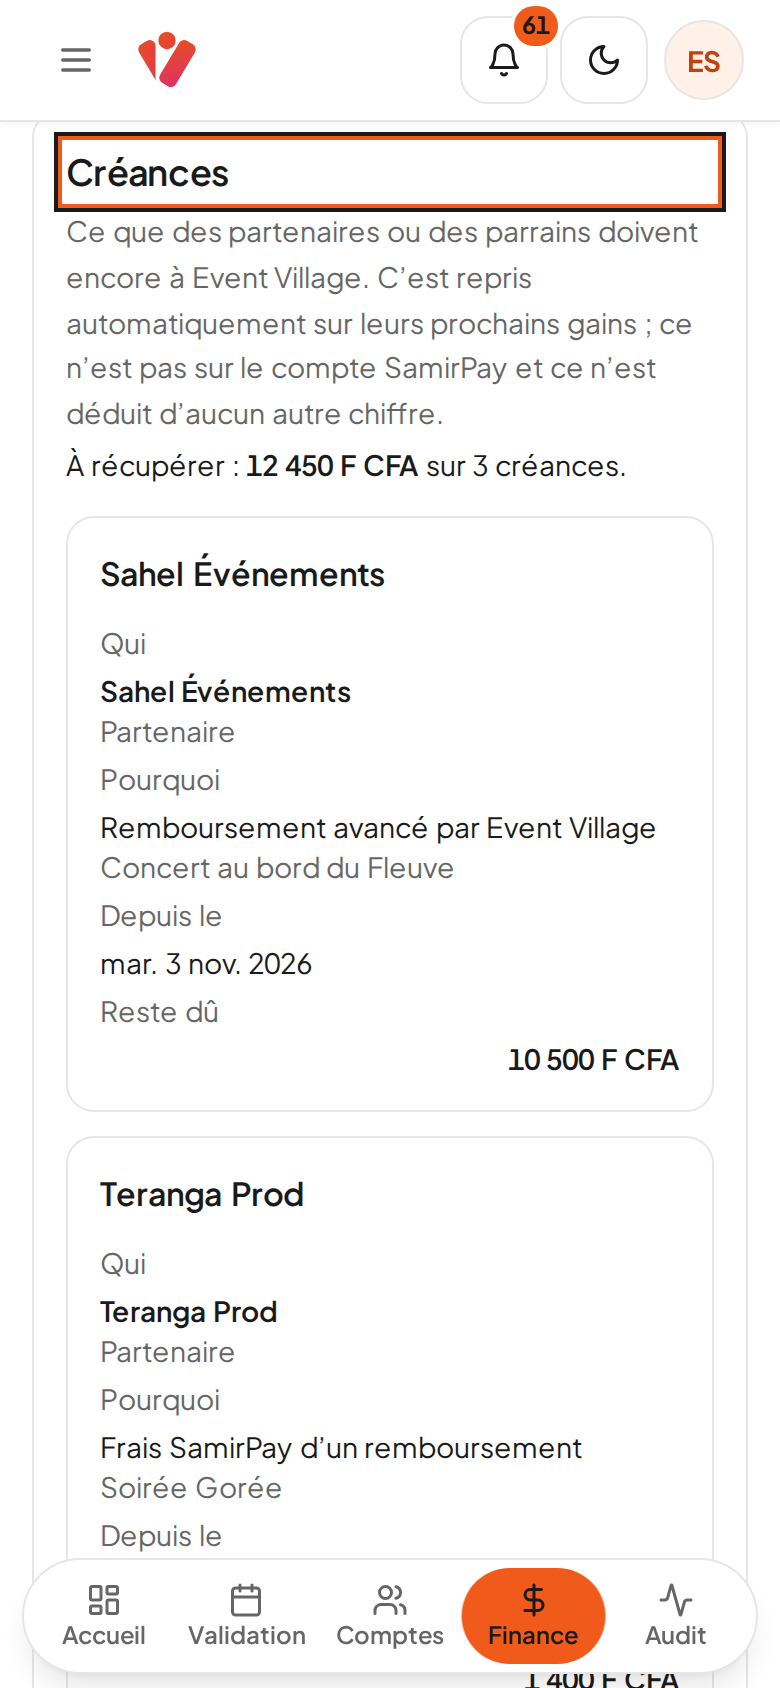 61
ES
Créances
Ce que des partenaires ou des parrains doivent
encore à Event Village. C’est repris
automatiquement sur leurs prochains gains ; ce
n’est pas sur le compte SamirPay et ce n’est
déduit d’aucun autre chiffre.
À récupérer : 12 450 F CFA sur 3 créances.
Sahel Événements
Qui
Sahel Événements
Partenaire
Pourquoi
Remboursement avancé par Event Village
Concert au bord du Fleuve
Depuis le
mar. 3 nov. 2026
Reste dû
10 500 F CFA
Teranga Prod
Qui
Teranga Prod
Partenaire
Pourquoi
Frais SamirPay d’un remboursement
Soirée Gorée
Depuis le
Accueil Validation Comptes Finance Audit
1 400 F CFA